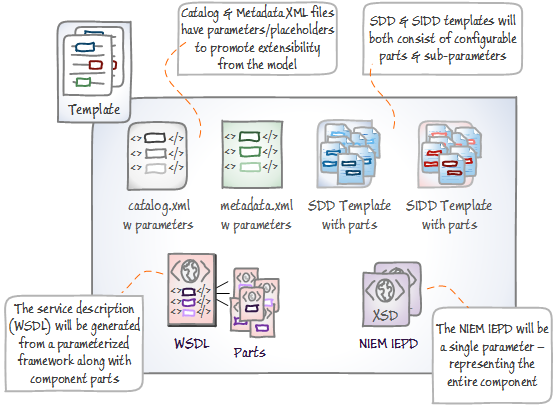 Catalog & Metadata XML files
have parameters/placeholders
to promote extensibility
from the model
SDD & SIDD templates will
both consist of configurable
parts & sub-parameters
Template
<> </>
<> </>
catalog.xml
w parameters
metadata.xml
w parameters
SDD Template
with parts
SIDD Template
with parts
The service description
(WSDL) will be generated
from a parameterized
framework along with
component parts
WSDL
Parts
XSD
NIEM IEPD
The NIEM IEPD will be
a single parameter –
representing the
entire component